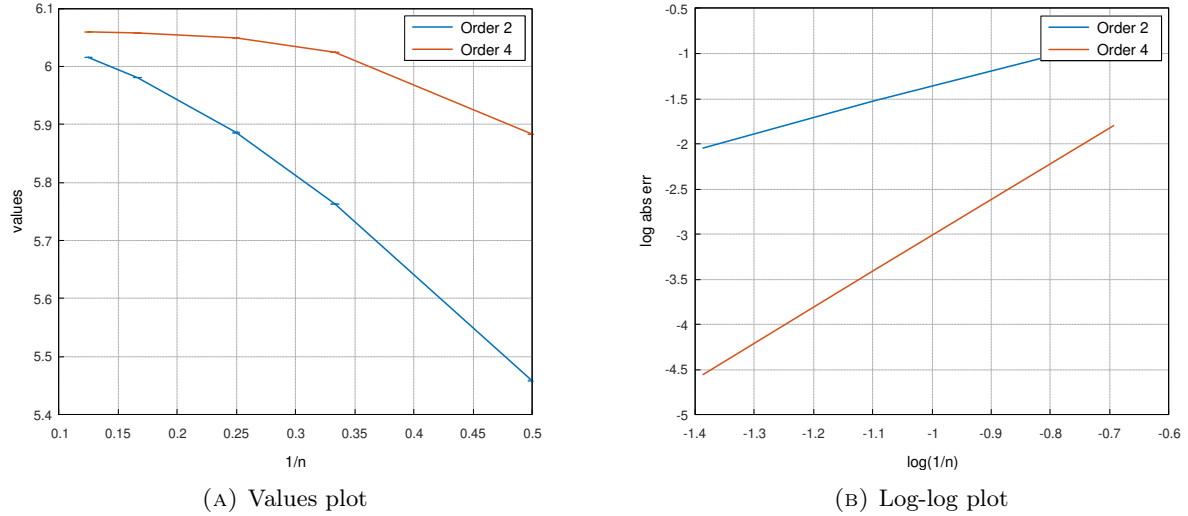 6.1
6
5.9
5.8
5.7
5.6
5.5
5.4
0.1 0.15 0.2 0.25 0.3 0.35 0.4 0.45 0.5
values
1/n
Order 2
Order 4
(A) Values plot
-0.5
-1
-1.5
-2
-2.5
-3
-3.5
-4
-4.5
-5
-1.4 -1.3 -1.2 -1.1 -1 -0.9 -0.8 -0.7 -0.6
log abs err
log(1/n)
Order 2
Order 4
(B) Log-log plot